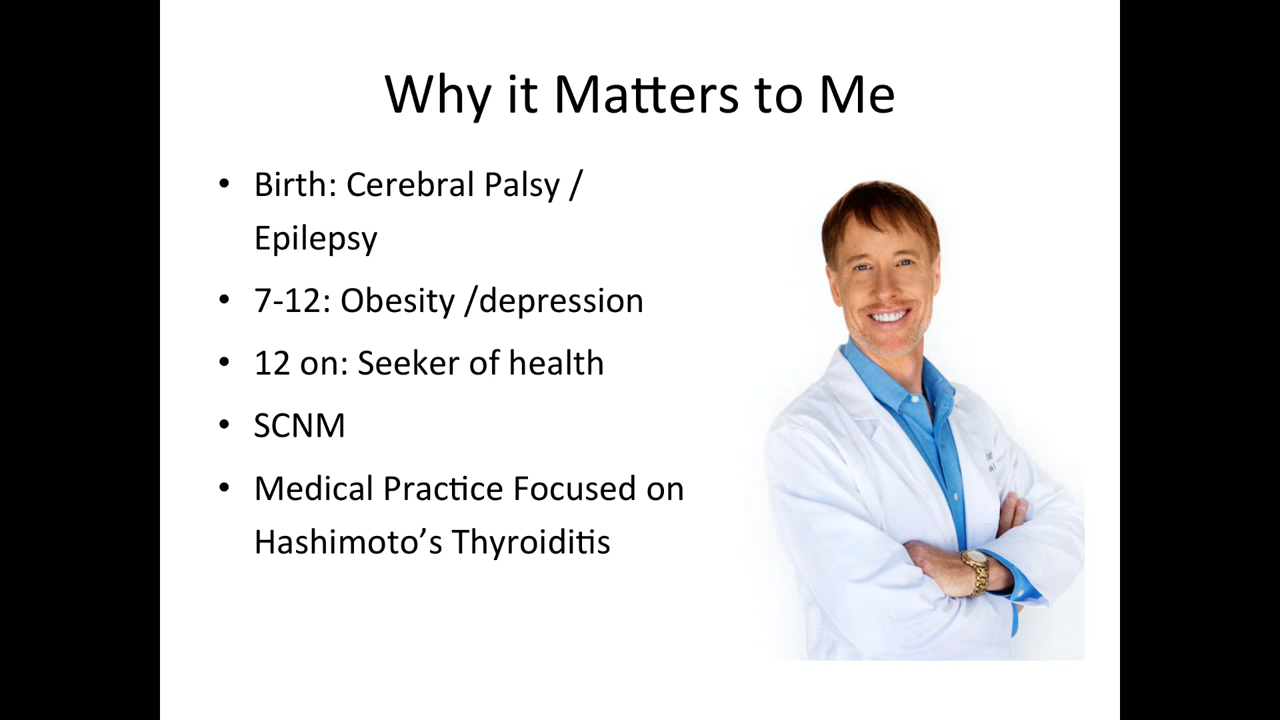 Why it Matters to Me
• Birth: Cerebral Palsy /
Epilepsy
• 7-12: Obesity /depression
• 12 on: Seeker of health
• SCNM
• Medical Practice Focused on
Hashimoto’s Thyroiditis